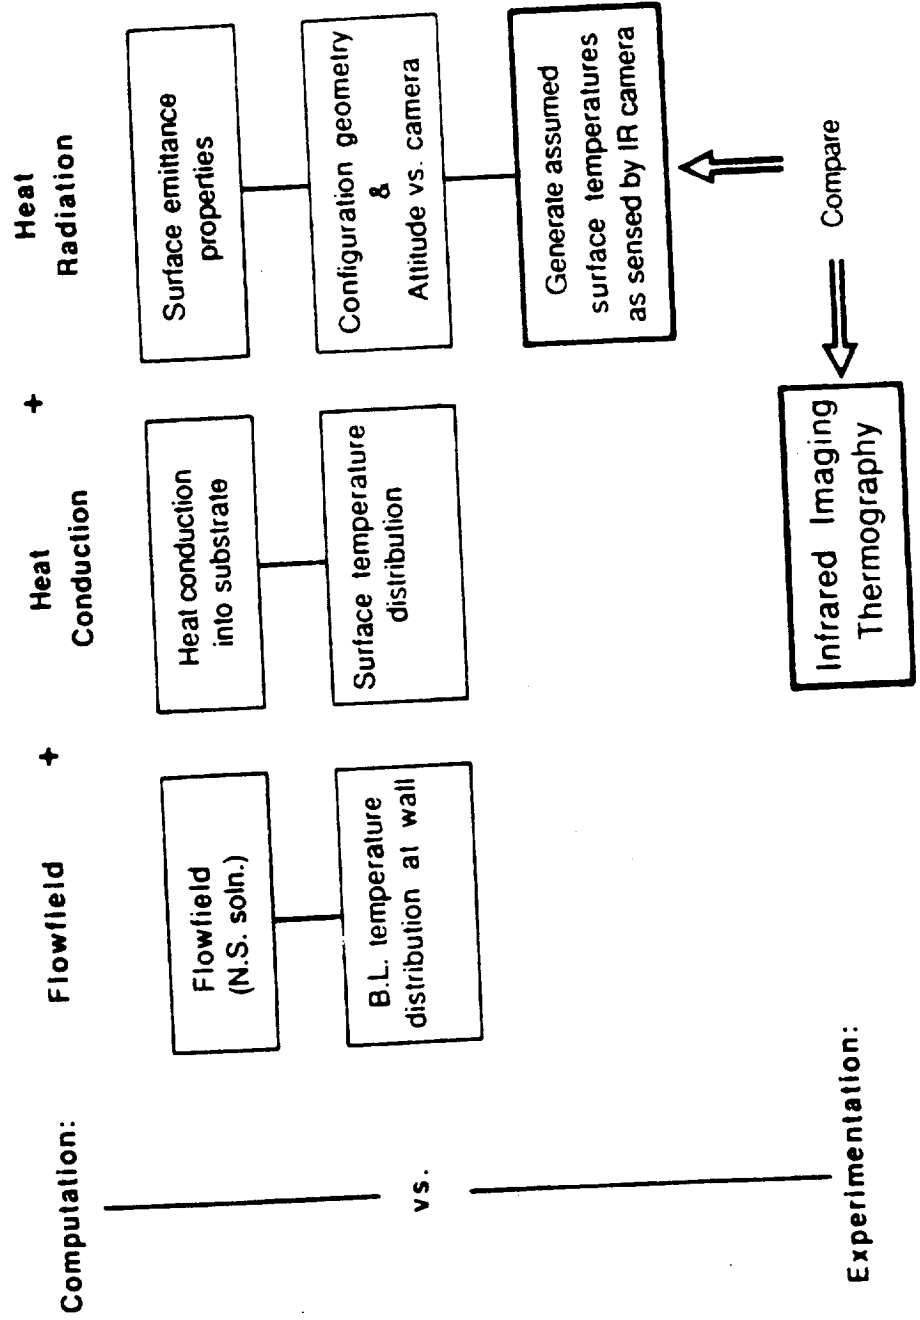 Computation:
Flowfield
+
Heat
Conduction
+
Heat
Radiation
Flowfield
(N.S. soln.)
B.L. temperature
distribution at wall
Heat conduction
into substrate
Surface temperature
distribution
Surface emittance
properties
Configuration geometry
&
Attitude vs. camera
Generate assumed
surface temperatures
as sensed by IR camera
vs.
Compare
Experimentation:
Infrared Imaging
Thermography